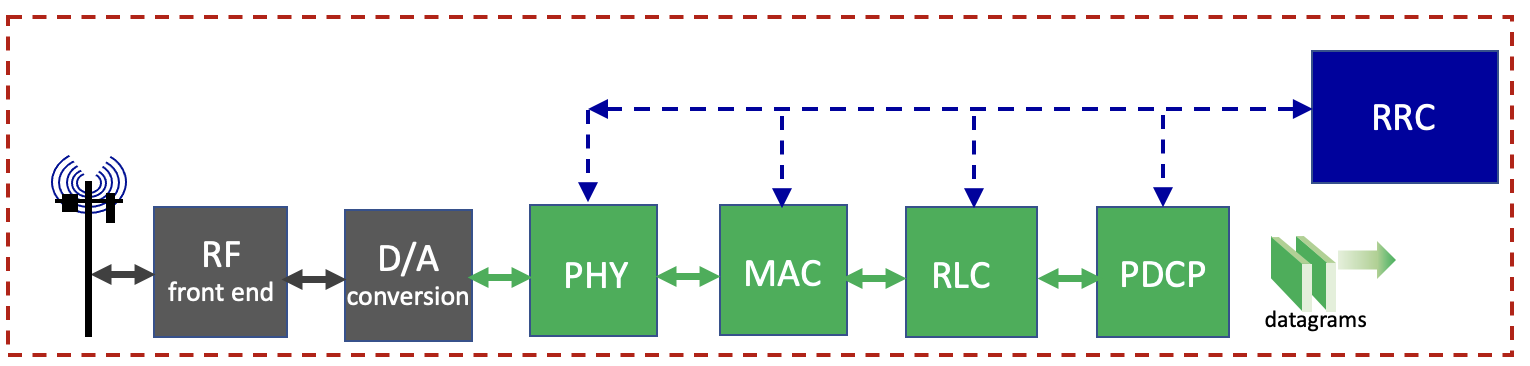 RRC
RF
front end
D/A
conversion
PHY
MAC
RLC
PDCP
datagrams